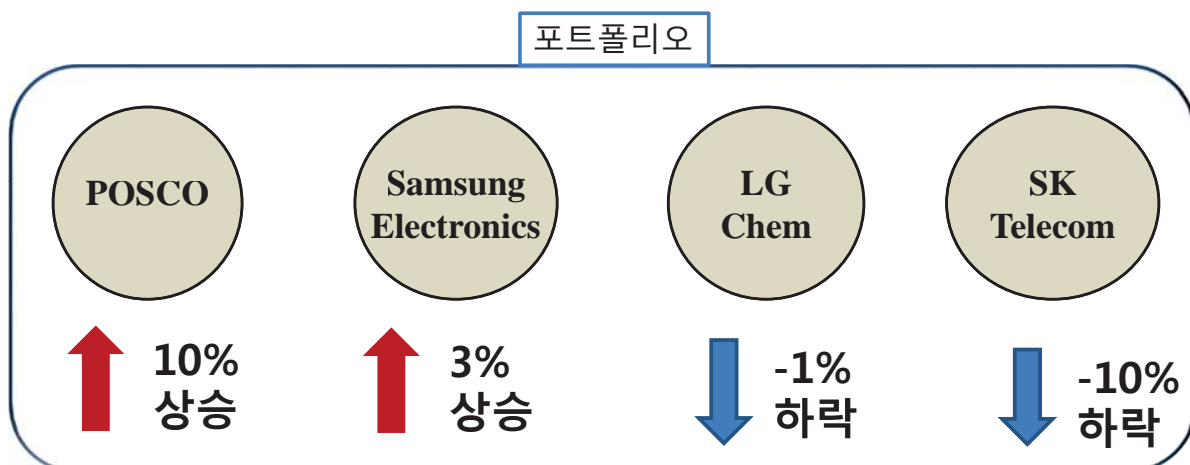 포트폴리오
POSCO
Samsung
Electronics
LG
Chem
SK
Telecom
10%
상승
3%
상승
-1%
하락
-10%
하락